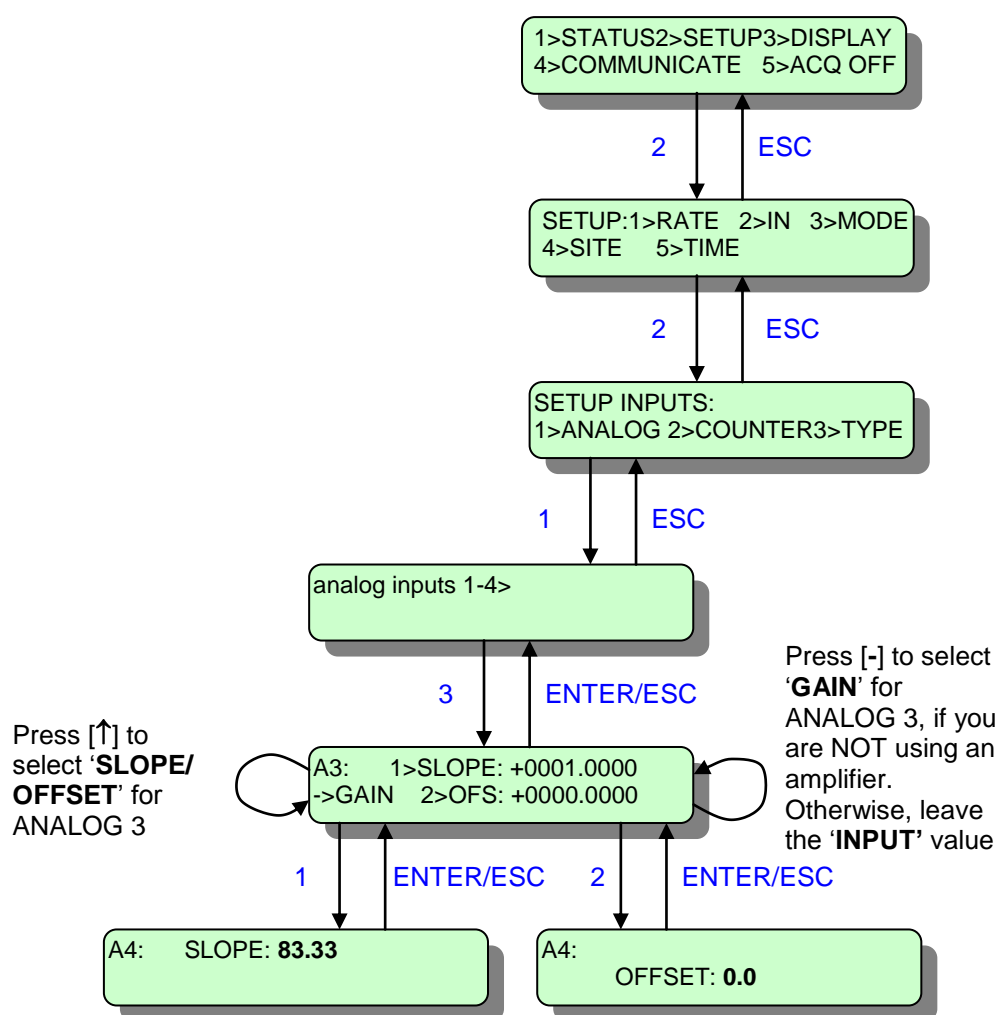 1>STATUS2>SETUP3>DISPLAY
4>COMMUNICATE 5>ACQ OFF
2
ESC
SETUP:1>RATE 2>IN 3>MODE
4>SITE 5>TIME
2
ESC
SETUP INPUTS:
1>ANALOG 2>COUNTER3>TYPE
1
ESC
analog inputs 1-4>
3
ENTER/ESC
Press [-] to select
‘GAIN’ for
ANALOG 3, if you
are NOT using an
amplifier.
Otherwise, leave
the ‘INPUT’ value
Press [↑] to
select ‘SLOPE/
OFFSET’ for
ANALOG 3
A3: 1>SLOPE: +0001.0000
->GAIN 2>OFS: +0000.0000
1
ENTER/ESC
2
ENTER/ESC
A4: SLOPE: 83.33
A4:
OFFSET: 0.0